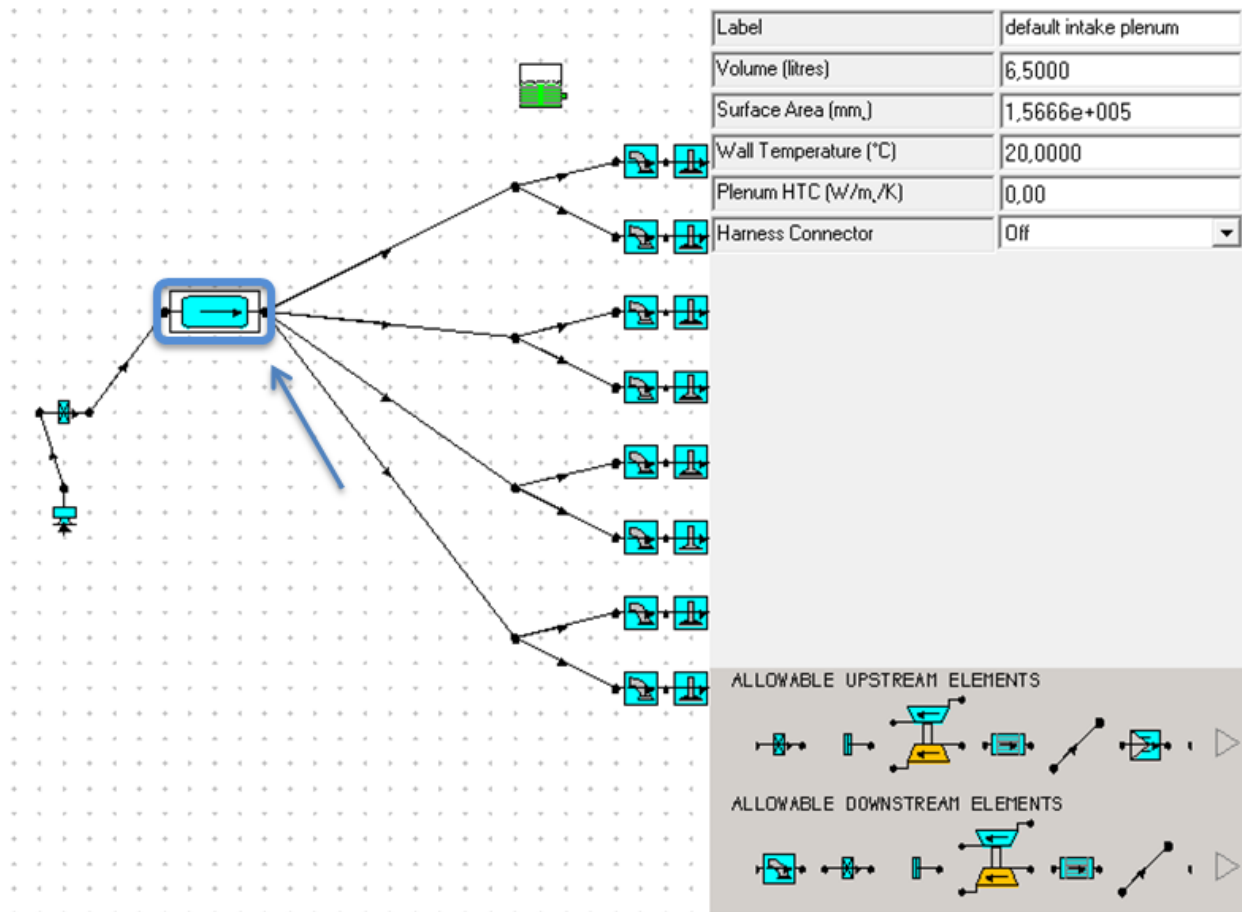 Label default intake plenum
Volume (litres) 6,5000
Surface Area (mm˛) 1,5666e+005
Wall Temperature (°C) 20,0000
Plenum HTC (W/m˛/K) 0,00
Harness Connector Off
ALLOWABLE UPSTREAM ELEMENTS
ALLOWABLE DOWNSTREAM ELEMENTS